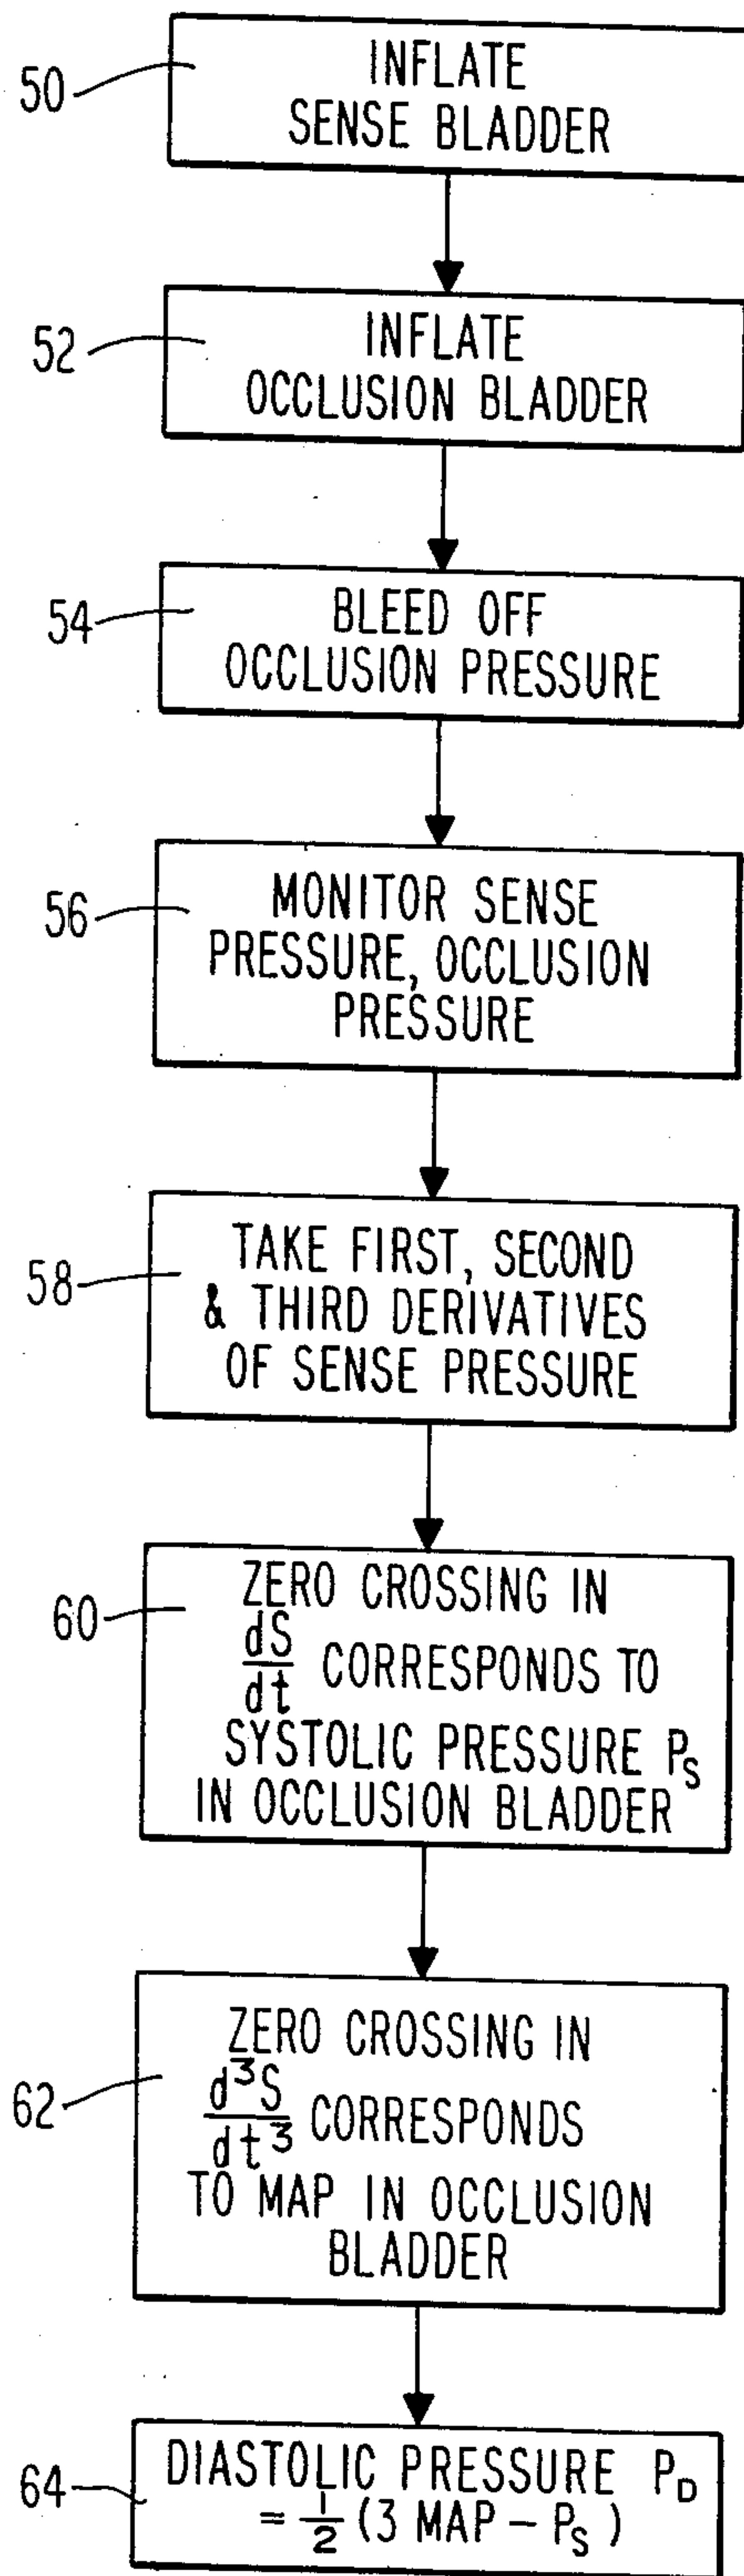 50
INFLATE
SENSE BLADDER
52
INFLATE
OCCLUSION BLADDER
54
BLEED OFF
OCCLUSION PRESSURE
56
MONITOR SENSE
PRESSURE, OCCLUSION
PRESSURE
58
TAKE FIRST, SECOND
& THIRD DERIVATIVES
OF SENSE PRESSURE
60
ZERO CROSSING IN
dS/dt CORRESPONDS TO
SYSTOLIC PRESSURE P_S
IN OCCLUSION BLADDER
62
ZERO CROSSING IN
d³S/dt³ CORRESPONDS
TO MAP IN OCCLUSION
BLADDER
64
DIASTOLIC PRESSURE P_D
= 1/2 (3 MAP – P_S)